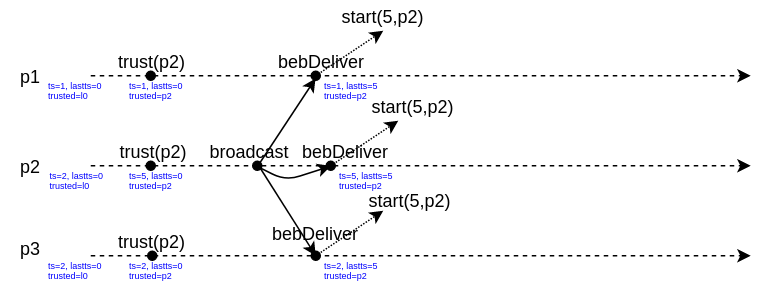 start(5,p2)
trust(p2)
bebDeliver
p1
ts=1, lastts=0
trusted=l0
ts=1, lastts=0
trusted=p2
ts=1, lastts=5
trusted=p2
start(5,p2)
trust(p2)
broadcast
bebDeliver
p2
ts=2, lastts=0
trusted=l0
ts=5, lastts=0
trusted=p2
ts=5, lastts=5
trusted=p2
start(5,p2)
trust(p2)
bebDeliver
p3
ts=2, lastts=0
trusted=l0
ts=2, lastts=0
trusted=p2
ts=2, lastts=5
trusted=p2